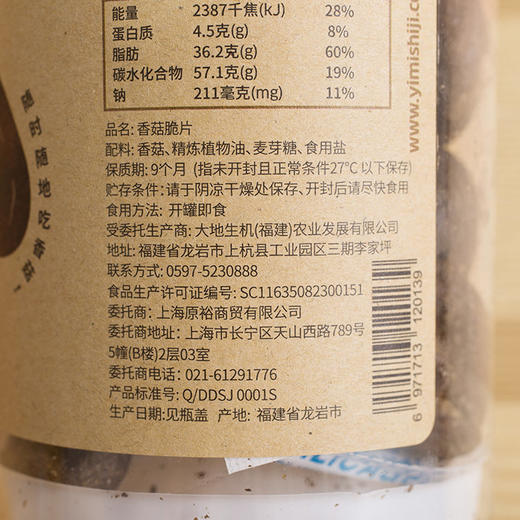 能量 2387千焦(kJ) 28%
蛋白质 4.5克(g) 8%
脂肪 36.2克(g) 60%
碳水化合物 57.1克(g) 19%
钠 211毫克(mg) 11%
品名：香菇脆片
配料：香菇、精炼植物油、麦芽糖、食用盐
保质期：9个月（指未开封且正常条件27℃以下保存）
贮存条件：请于阴凉干燥处保存、开封后请尽快食用
食用方法：开罐即食
受委托生产商：大地生机(福建)农业发展有限公司
地址：福建省龙岩市上杭县工业园区三期李家坪
联系方式：0597-5230888
食品生产许可证编号：SC11635082300151
委托商：上海原裕商贸有限公司
委托商地址：上海市长宁区天山西路789号
5幢(B楼)2层03室
委托商电话：021-61291776
产品标准号：Q/DDSJ 0001S
生产日期：见瓶盖 产地：福建省龙岩市
随时随地吃香菇！
www.yimishiji.co
6 971713 120139